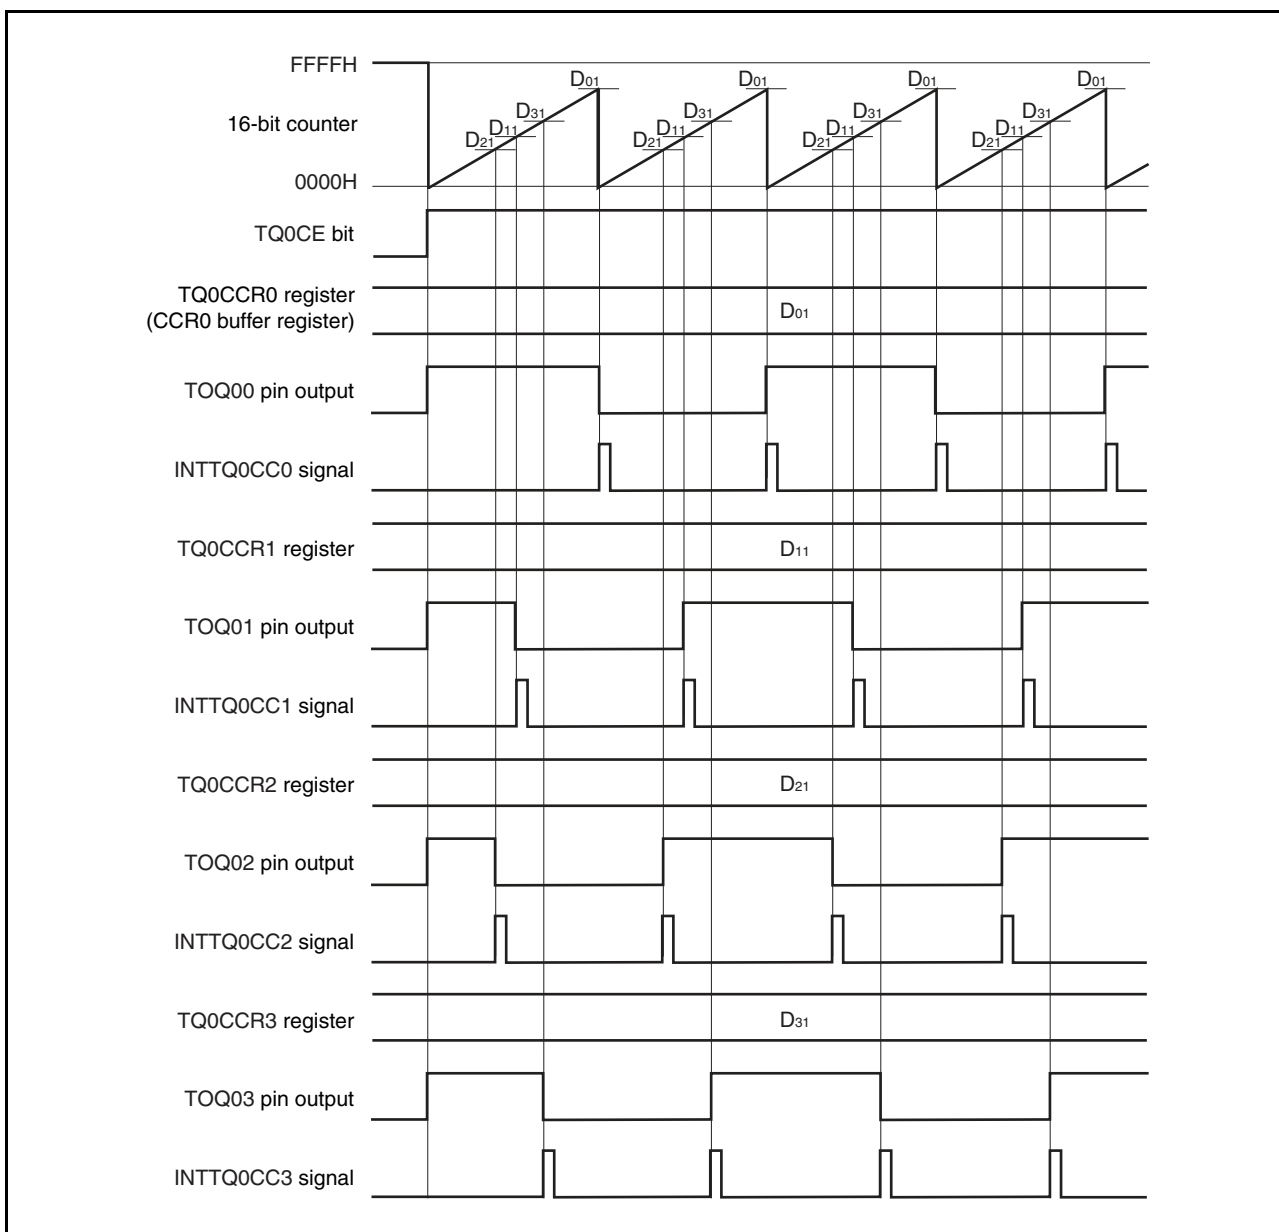 FFFFH
D01 D01 D01 D01
D31 D31 D31 D31
16-bit counter
D11 D11 D11 D11
D21 D21 D21 D21
0000H
TQ0CE bit
TQ0CCR0 register
(CCR0 buffer register)
D01
TOQ00 pin output
INTTQ0CC0 signal
TQ0CCR1 register
D11
TOQ01 pin output
INTTQ0CC1 signal
TQ0CCR2 register
D21
TOQ02 pin output
INTTQ0CC2 signal
TQ0CCR3 register
D31
TOQ03 pin output
INTTQ0CC3 signal